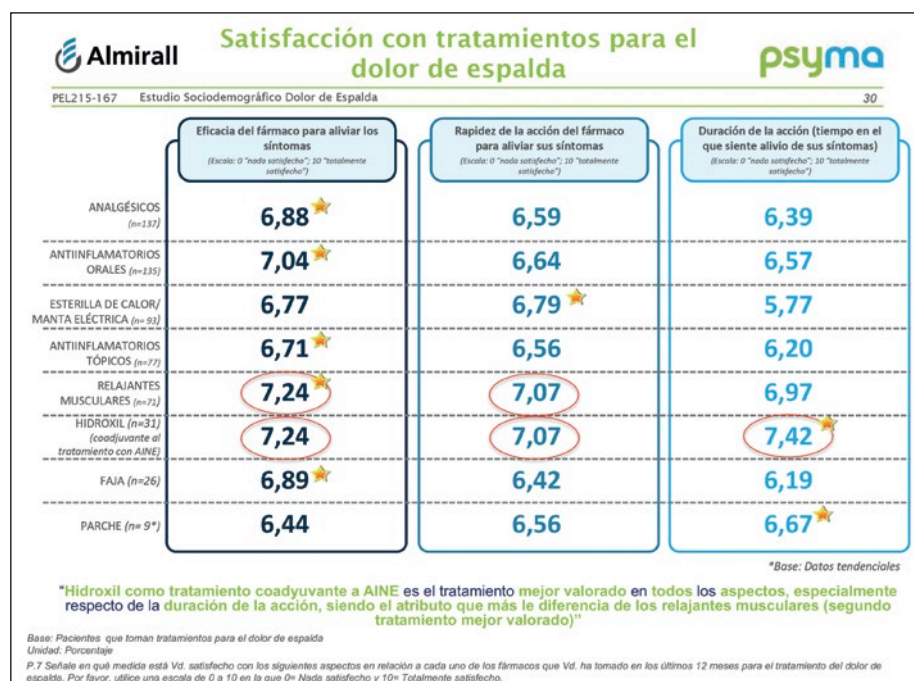 Almirall
Satisfacción con tratamientos para el
dolor de espalda
psyma
PEL215-167 Estudio Sociodemográfico Dolor de Espalda 30
Eficacia del fármaco para aliviar los
síntomas
(Escala: 0 "nada satisfecho"; 10 "totalmente
satisfecho")
Rapidez de la acción del fármaco
para aliviar sus síntomas
(Escala: 0 "nada satisfecho"; 10 "totalmente
satisfecho")
Duración de la acción (tiempo en el
que siente alivio de sus síntomas)
(Escala: 0 "nada satisfecho"; 10 "totalmente
satisfecho")
ANALGÉSICOS
(n=137)
6,88 6,59 6,39
ANTIINFLAMATORIOS
ORALES (n=135)
7,04 6,64 6,57
ESTERILLA DE CALOR/
MANTA ELÉCTRICA (n= 93)
6,77 6,79 5,77
ANTIINFLAMATORIOS
TÓPICOS (n=77)
6,71 6,56 6,20
RELAJANTES
MUSCULARES (n=71)
7,24 7,07 6,97
HIDROXIL (n=31)
(coadjuvante al
tratamiento con AINE)
7,24 7,07 7,42
FAJA (n=26)
6,89 6,42 6,19
PARCHE (n= 9*)
6,44 6,56 6,67
*Base: Datos tendenciales
"Hidroxil como tratamiento coadyuvante a AINE es el tratamiento mejor valorado en todos los aspectos, especialmente
respecto de la duración de la acción, siendo el atributo que más le diferencia de los relajantes musculares (segundo
tratamiento mejor valorado)"
Base: Pacientes que toman tratamientos para el dolor de espalda
Unidad: Porcentaje
P.7 Señale en qué medida está Vd. satisfecho con los siguientes aspectos en relación a cada uno de los fármacos que Vd. ha tomado en los últimos 12 meses para el tratamiento del dolor de
espalda. Por favor, utilice una escala de 0 a 10 en la que 0= Nada satisfecho y 10= Totalmente satisfecho.